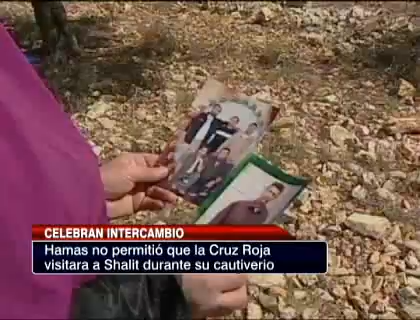 CELEBRAN INTERCAMBIO
Hamas no permitió que la Cruz Roja
visitara a Shalit durante su cautiverio